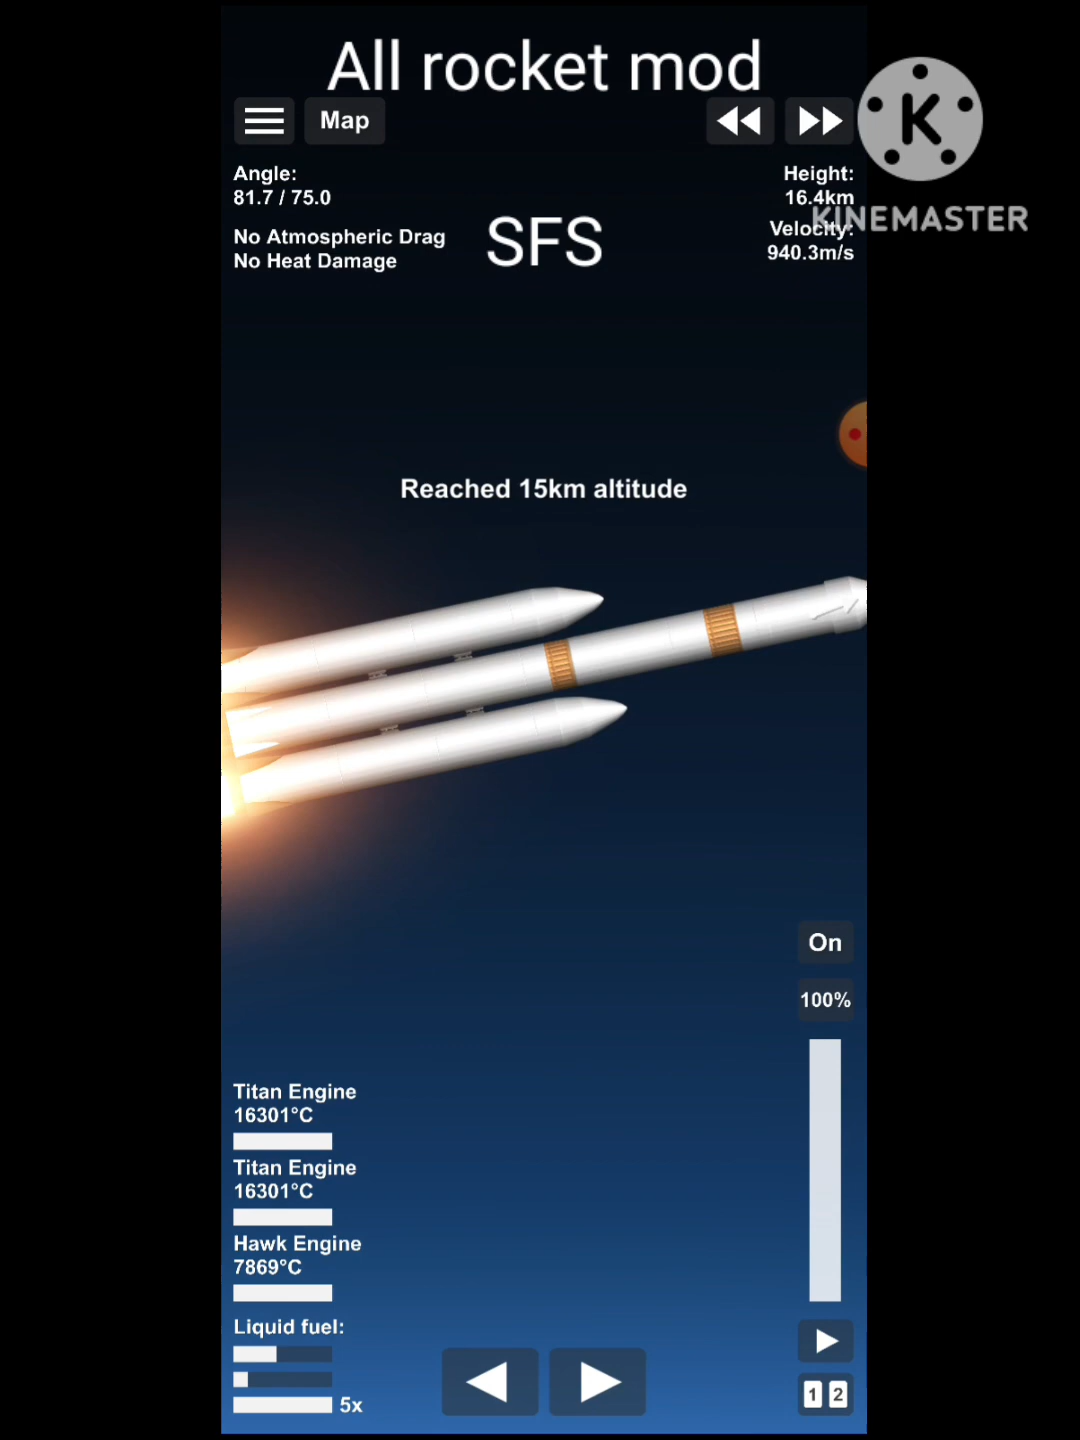 All rocket mod
Map
K
KINEMASTER
Angle:
81.7 / 75.0
Height:
16.4km
No Atmospheric Drag
No Heat Damage
SFS
Velocity:
940.3m/s
Reached 15km altitude
On
100%
Titan Engine
16301°C
Titan Engine
16301°C
Hawk Engine
7869°C
Liquid fuel:
5x
1 2